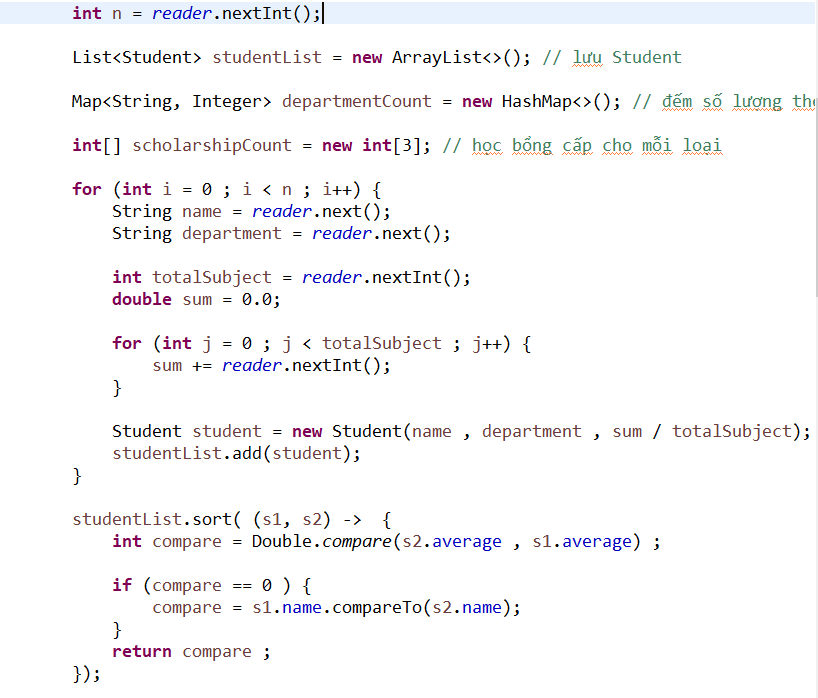 int n = reader.nextInt();
List<Student> studentList = new ArrayList<>(); // lưu Student
Map<String, Integer> departmentCount = new HashMap<>(); // đếm số lượng
int[] scholarshipCount = new int[3]; // học bổng cấp cho mỗi loại
for (int i = 0 ; i < n ; i++) {
String name = reader.next();
String department = reader.next();
int totalSubject = reader.nextInt();
double sum = 0.0;
for (int j = 0 ; j < totalSubject ; j++) {
sum += reader.nextInt();
}
Student student = new Student(name , department , sum / totalSubject);
studentList.add(student);
}
studentList.sort( (s1, s2) ->  {
int compare = Double.compare(s2.average , s1.average) ;
if (compare == 0 ) {
compare = s1.name.compareTo(s2.name);
}
return compare ;
});